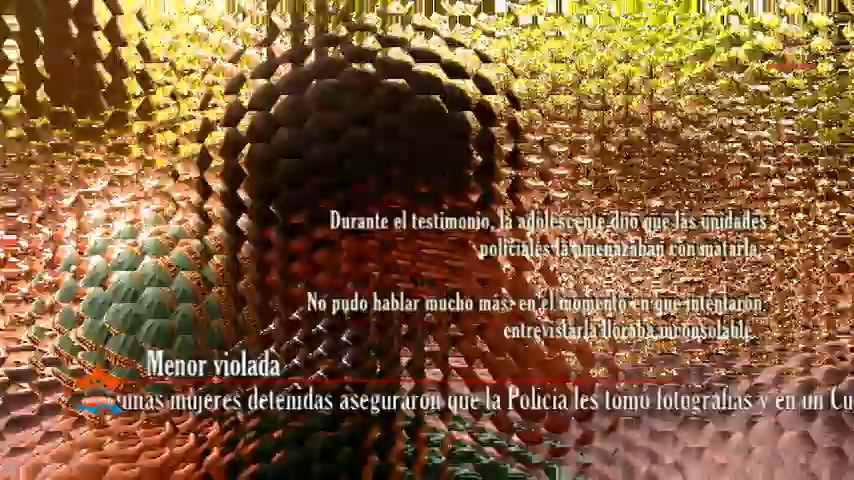 Durante el testimonio, la adolescente dijo que las unidades
policiales la amenazaban con matarla.
No pudo hablar mucho más, en el momento en que intentaron
entrevistarla lloraba inconsolable.
Menor violada
unas mujeres detenidas aseguraron que la Policía les tomó fotografías y en un Cu